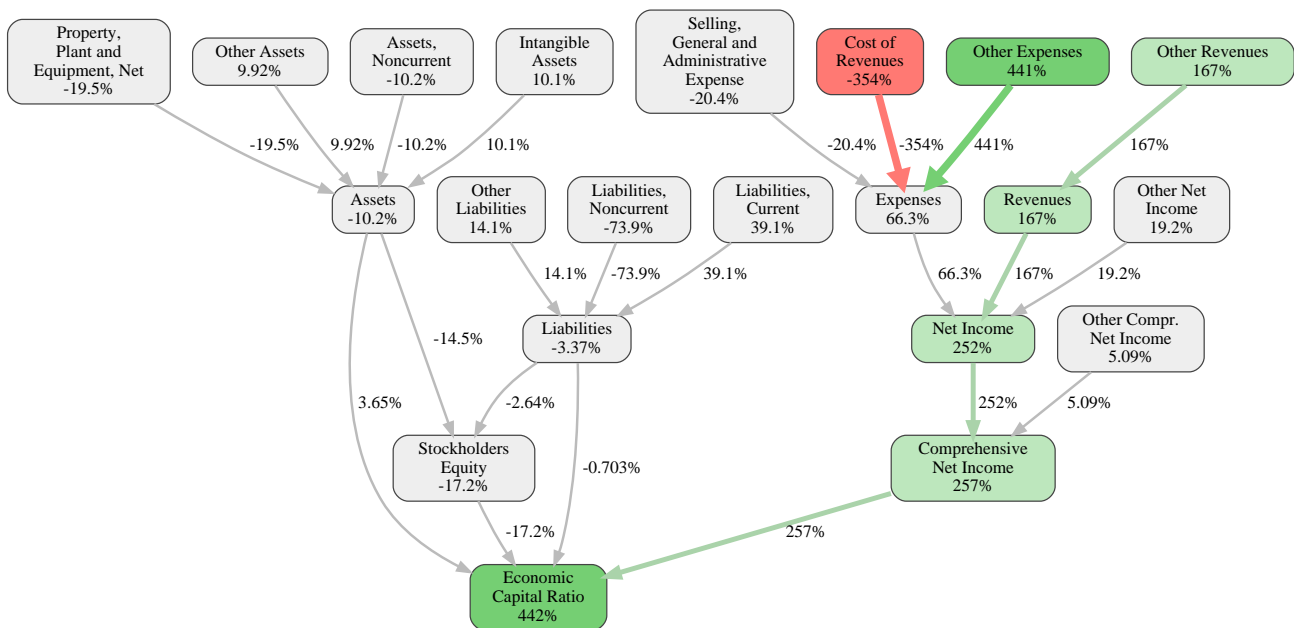 Property,
Plant and
Equipment, Net
-19.5%
Other Assets
9.92%
Assets,
Noncurrent
-10.2%
Intangible
Assets
10.1%
Selling,
General and
Administrative
Expense
-20.4%
Cost of
Revenues
-354%
Other Expenses
441%
Other Revenues
167%
-19.5%
9.92%
-10.2%
10.1%
-20.4%
-354%
441%
167%
Assets
-10.2%
Other
Liabilities
14.1%
Liabilities,
Noncurrent
-73.9%
Liabilities,
Current
39.1%
Expenses
66.3%
Revenues
167%
Other Net
Income
19.2%
14.1%
-73.9%
39.1%
66.3%
167%
19.2%
-14.5%
Liabilities
-3.37%
Net Income
252%
Other Compr.
Net Income
5.09%
3.65%
-2.64%
252%
5.09%
Stockholders
Equity
-17.2%
-0.703%
Comprehensive
Net Income
257%
-17.2%
257%
Economic
Capital Ratio
442%